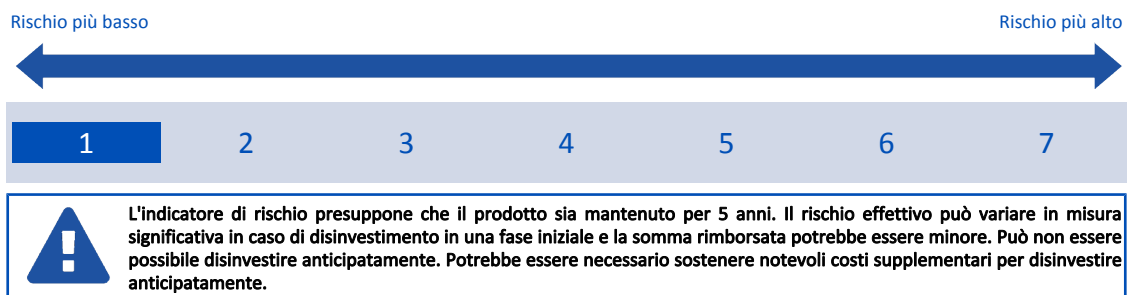 Rischio più basso Rischio più alto
1 2 3 4 5 6 7
L'indicatore di rischio presuppone che il prodotto sia mantenuto per 5 anni. Il rischio effettivo può variare in misura
significativa in caso di disinvestimento in una fase iniziale e la somma rimborsata potrebbe essere minore. Può non essere
possibile disinvestire anticipatamente. Potrebbe essere necessario sostenere notevoli costi supplementari per disinvestire
anticipatamente.